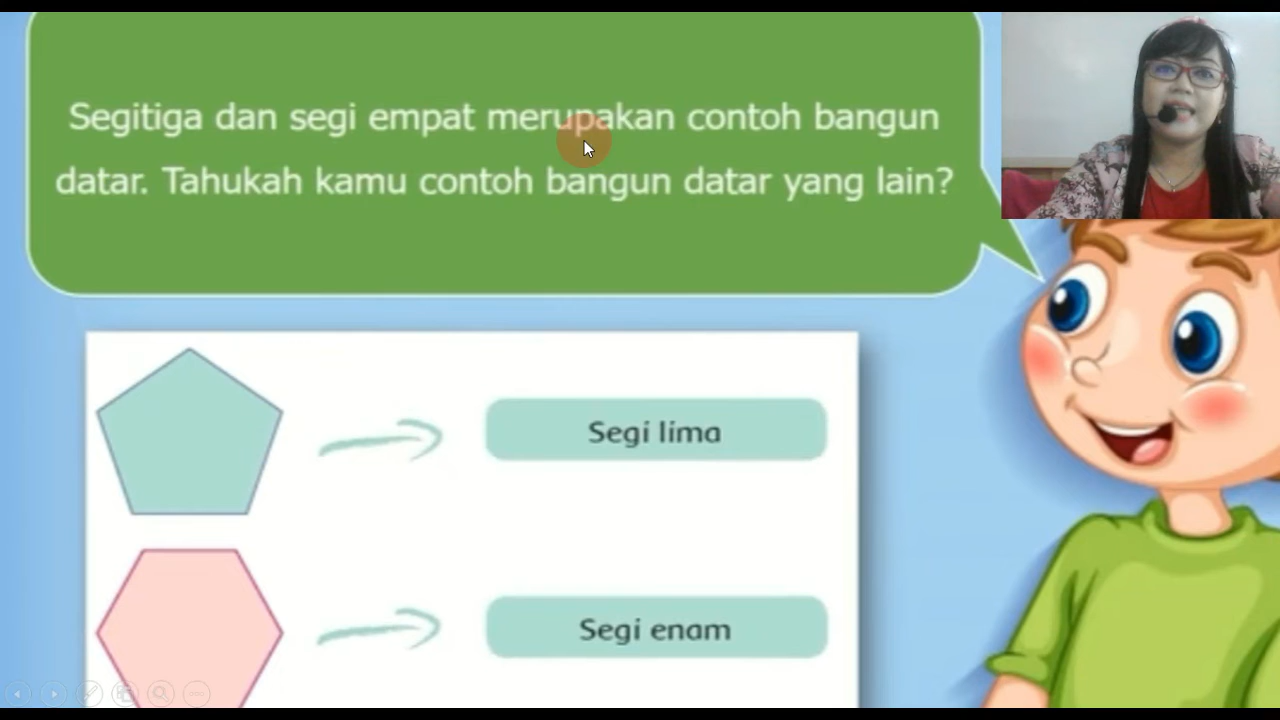 Segitiga dan segi empat merupakan contoh bangun
datar. Tahukah kamu contoh bangun datar yang lain?
Segi lima
Segi enam